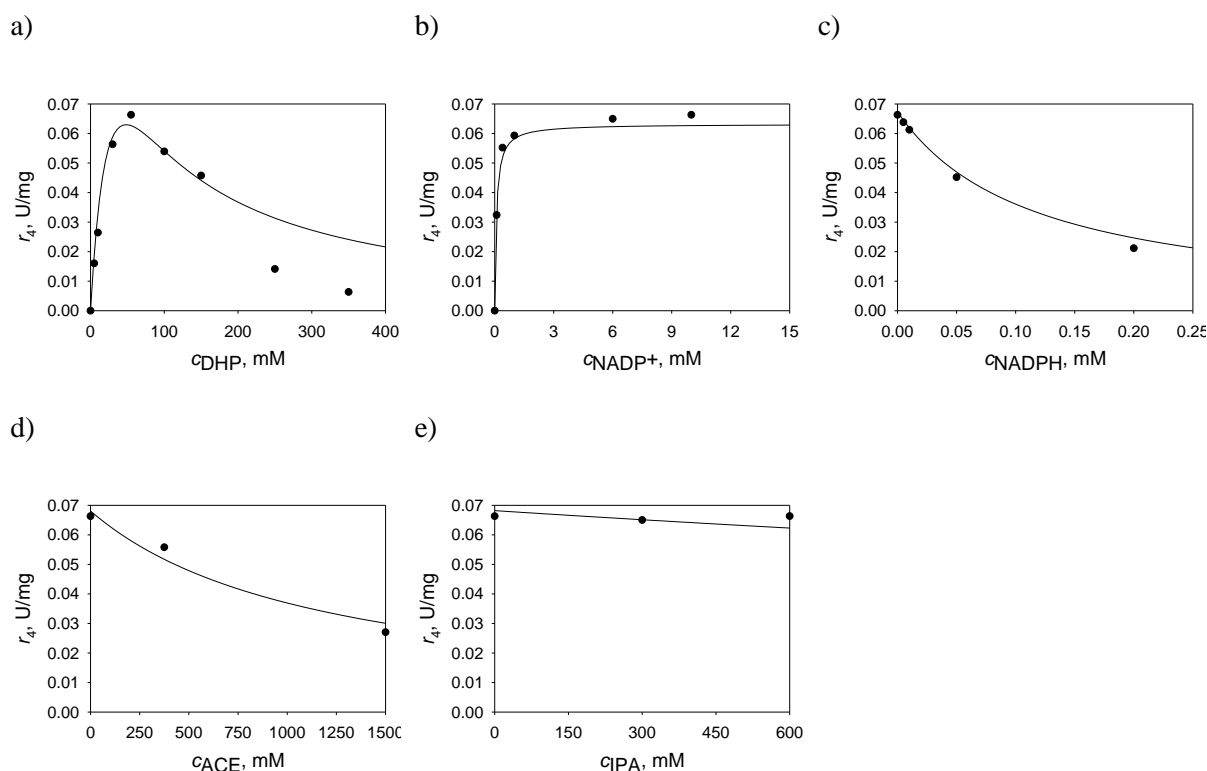 a)
b)
c)
r4, U/mg
0.07
0.06
0.05
0.04
0.03
0.02
0.01
0.00
0 100 200 300 400
cDHP, mM
r4, U/mg
0.07
0.06
0.05
0.04
0.03
0.02
0.01
0.00
0 3 6 9 12 15
cNADP+, mM
r4, U/mg
0.07
0.06
0.05
0.04
0.03
0.02
0.01
0.00
0.00 0.05 0.10 0.15 0.20 0.25
cNADPH, mM
d)
e)
r4, U/mg
0.07
0.06
0.05
0.04
0.03
0.02
0.01
0.00
0 250 500 750 1000 1250 1500
cACE, mM
r4, U/mg
0.07
0.06
0.05
0.04
0.03
0.02
0.01
0.00
0 150 300 450 600
cIPA, mM